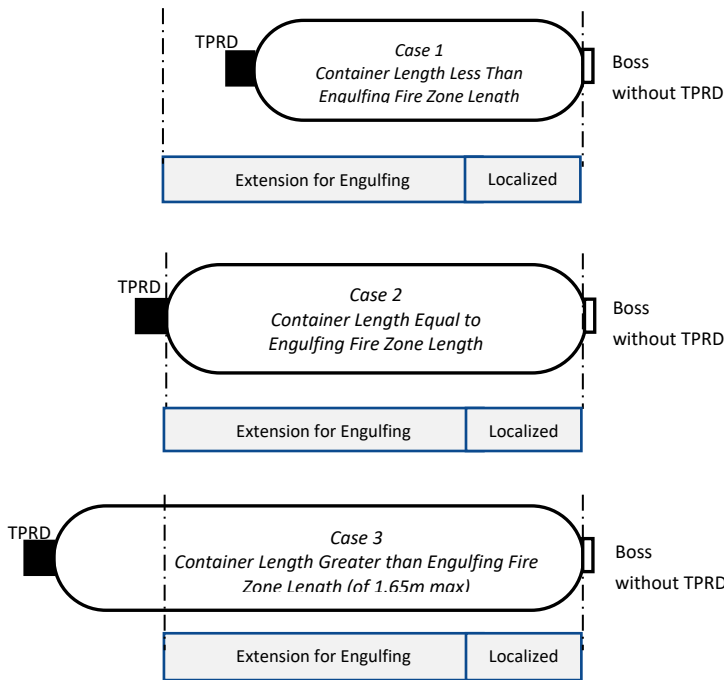 TPRD
Case 1
Container Length Less Than
Engulfing Fire Zone Length
Boss
without TPRD
Extension for Engulfing
Localized
TPRD
Case 2
Container Length Equal to
Engulfing Fire Zone Length
Boss
without TPRD
Extension for Engulfing
Localized
TPRD
Case 3
Container Length Greater than Engulfing Fire
Zone Length (of 1.65m max)
Boss
without TPRD
Extension for Engulfing
Localized